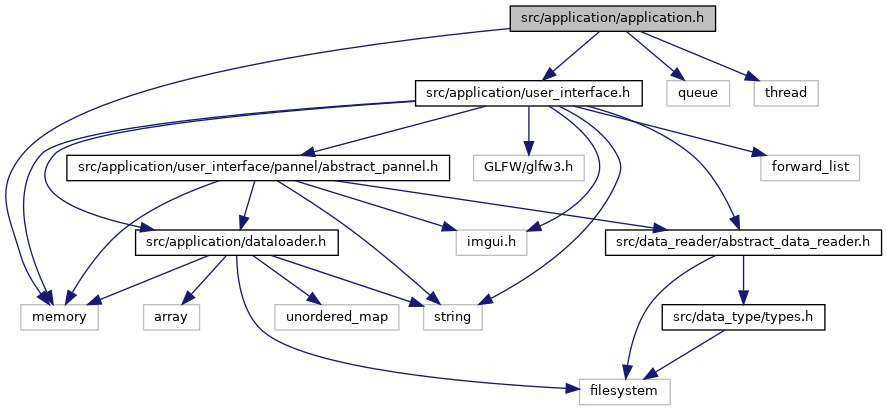 src/application/application.h
src/application/user_interface.h
queue
thread
src/application/user_interface/pannel/abstract_pannel.h
GLFW/glfw3.h
forward_list
src/application/dataloader.h
imgui.h
src/data_reader/abstract_data_reader.h
memory
array
unordered_map
string
src/data_type/types.h
filesystem